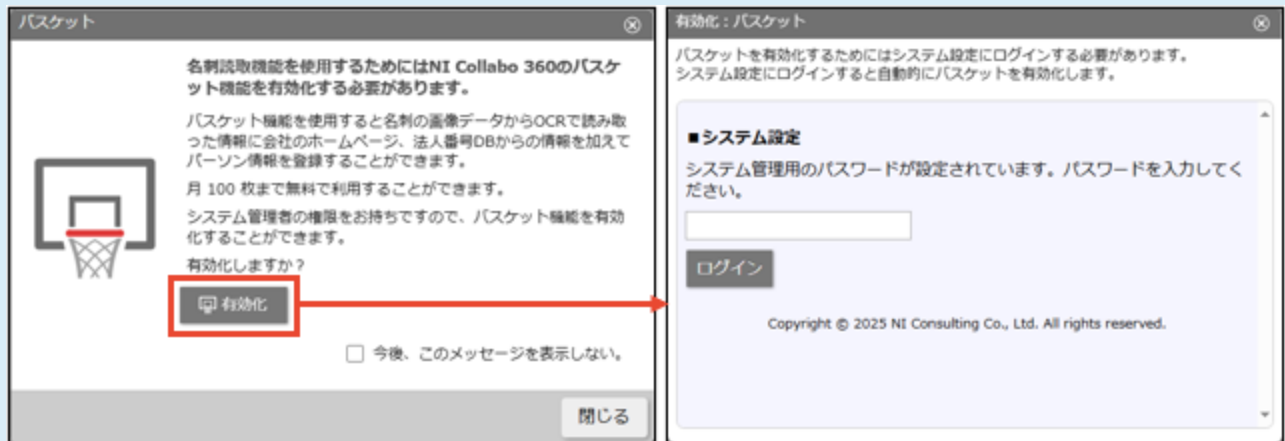 バスケット
名刺読取機能を使用するためにはNI Collabo 360のバスケ
ット機能を有効化する必要があります。
バスケット機能を使用すると名刺の画像データからOCRで読み取
った情報に会社のホームページ、法人番号DBからの情報を加えて
パーソン情報を登録することができます。
月 100 枚まで無料で利用することができます。
システム管理者の権限をお持ちですので、バスケット機能を有効
化することができます。
有効化しますか？
有効化
今後、このメッセージを表示しない。
閉じる
有効化：バスケット
バスケットを有効化するためにはシステム設定にログインする必要があります。
システム設定にログインすると自動的にバスケットを有効化します。
■システム設定
システム管理用のパスワードが設定されています。パスワードを入力してく
ださい。
ログイン
Copyright © 2025 NI Consulting Co., Ltd. All rights reserved.